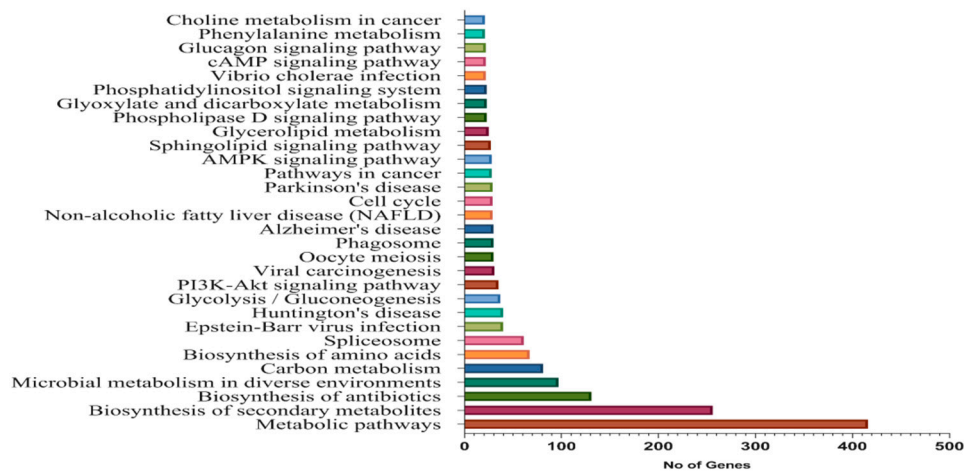 Choline metabolism in cancer
Phenylalanine metabolism
Glucagon signaling pathway
cAMP signaling pathway
Vibrio cholerae infection
Phosphatidylinositol signaling system
Glyoxylate and dicarboxylate metabolism
Phospholipase D signaling pathway
Glycerolipid metabolism
Sphingolipid signaling pathway
AMPK signaling pathway
Pathways in cancer
Parkinson's disease
Cell cycle
Non-alcoholic fatty liver disease (NAFLD)
Alzheimer's disease
Phagosome
Oocyte meiosis
Viral carcinogenesis
PI3K-Akt signaling pathway
Glycolysis / Gluconeogenesis
Huntington's disease
Epstein-Barr virus infection
Spliceosome
Biosynthesis of amino acids
Carbon metabolism
Microbial metabolism in diverse environments
Biosynthesis of antibiotics
Biosynthesis of secondary metabolites
Metabolic pathways
0 100 200 300 400 500
No of Genes